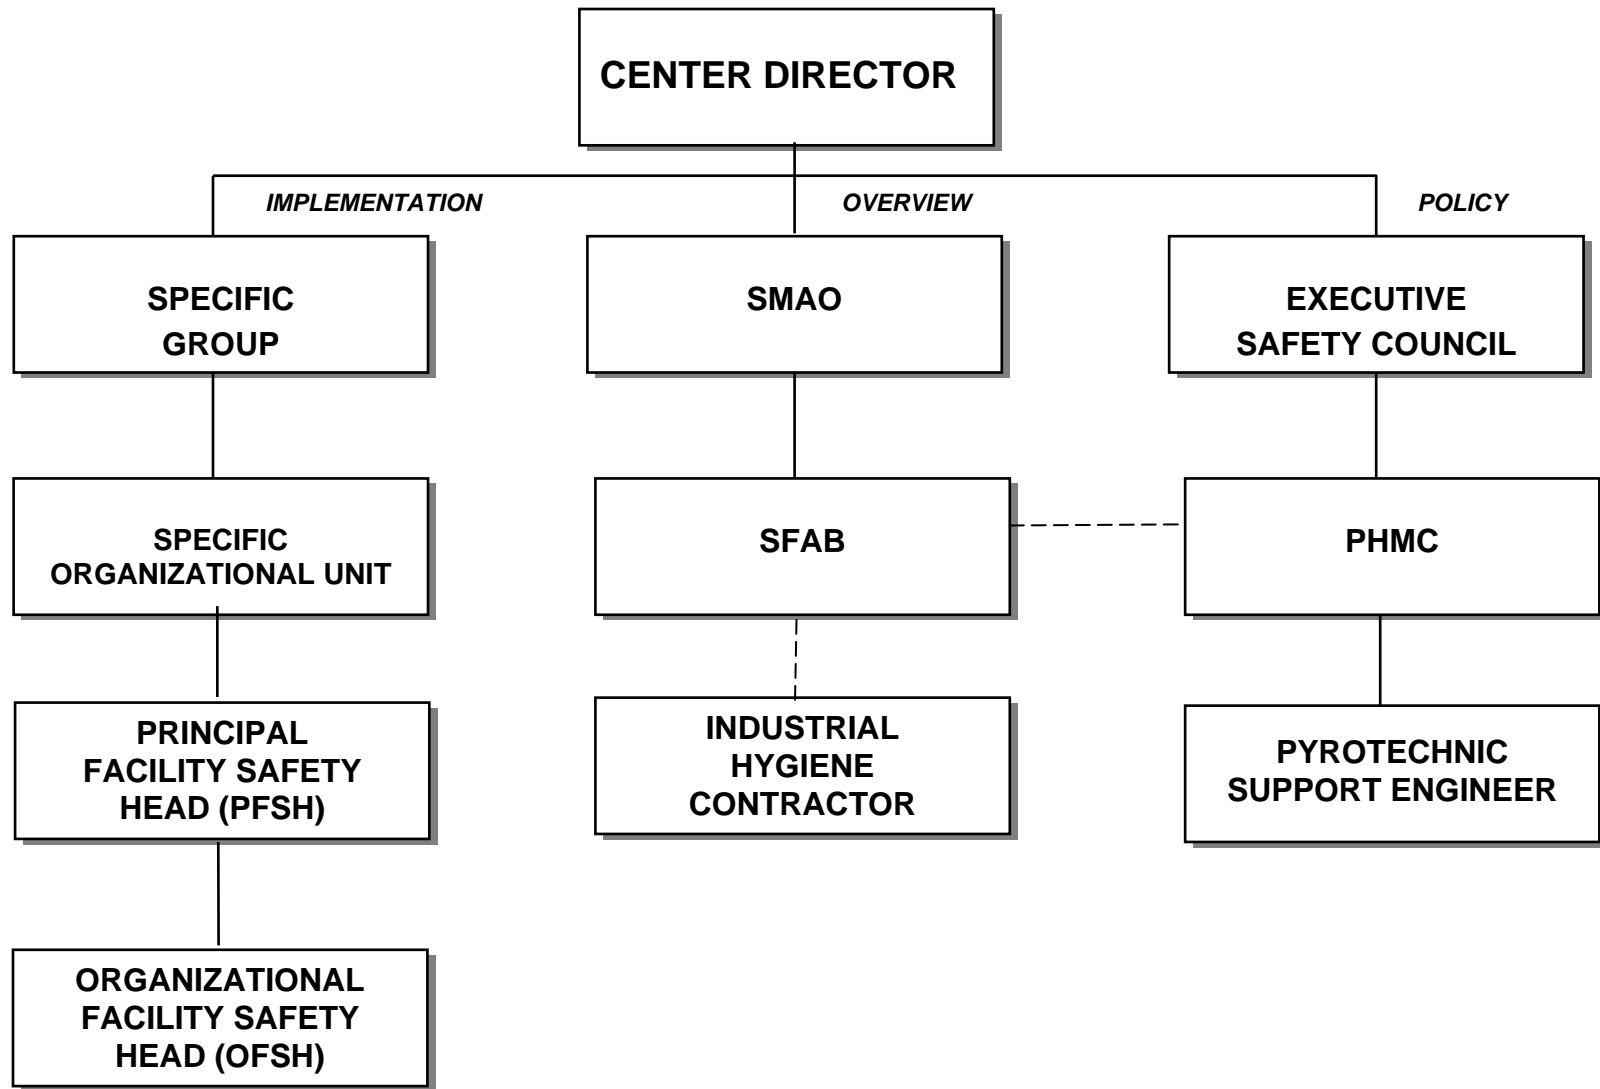 CENTER DIRECTOR
IMPLEMENTATION
OVERVIEW
POLICY
SPECIFIC
GROUP
SMAO
EXECUTIVE
SAFETY COUNCIL
SPECIFIC
ORGANIZATIONAL UNIT
SFAB
PHMC
PRINCIPAL
FACILITY SAFETY
HEAD (PFSH)
INDUSTRIAL
HYGIENE
CONTRACTOR
PYROTECHNIC
SUPPORT ENGINEER
ORGANIZATIONAL
FACILITY SAFETY
HEAD (OFSH)